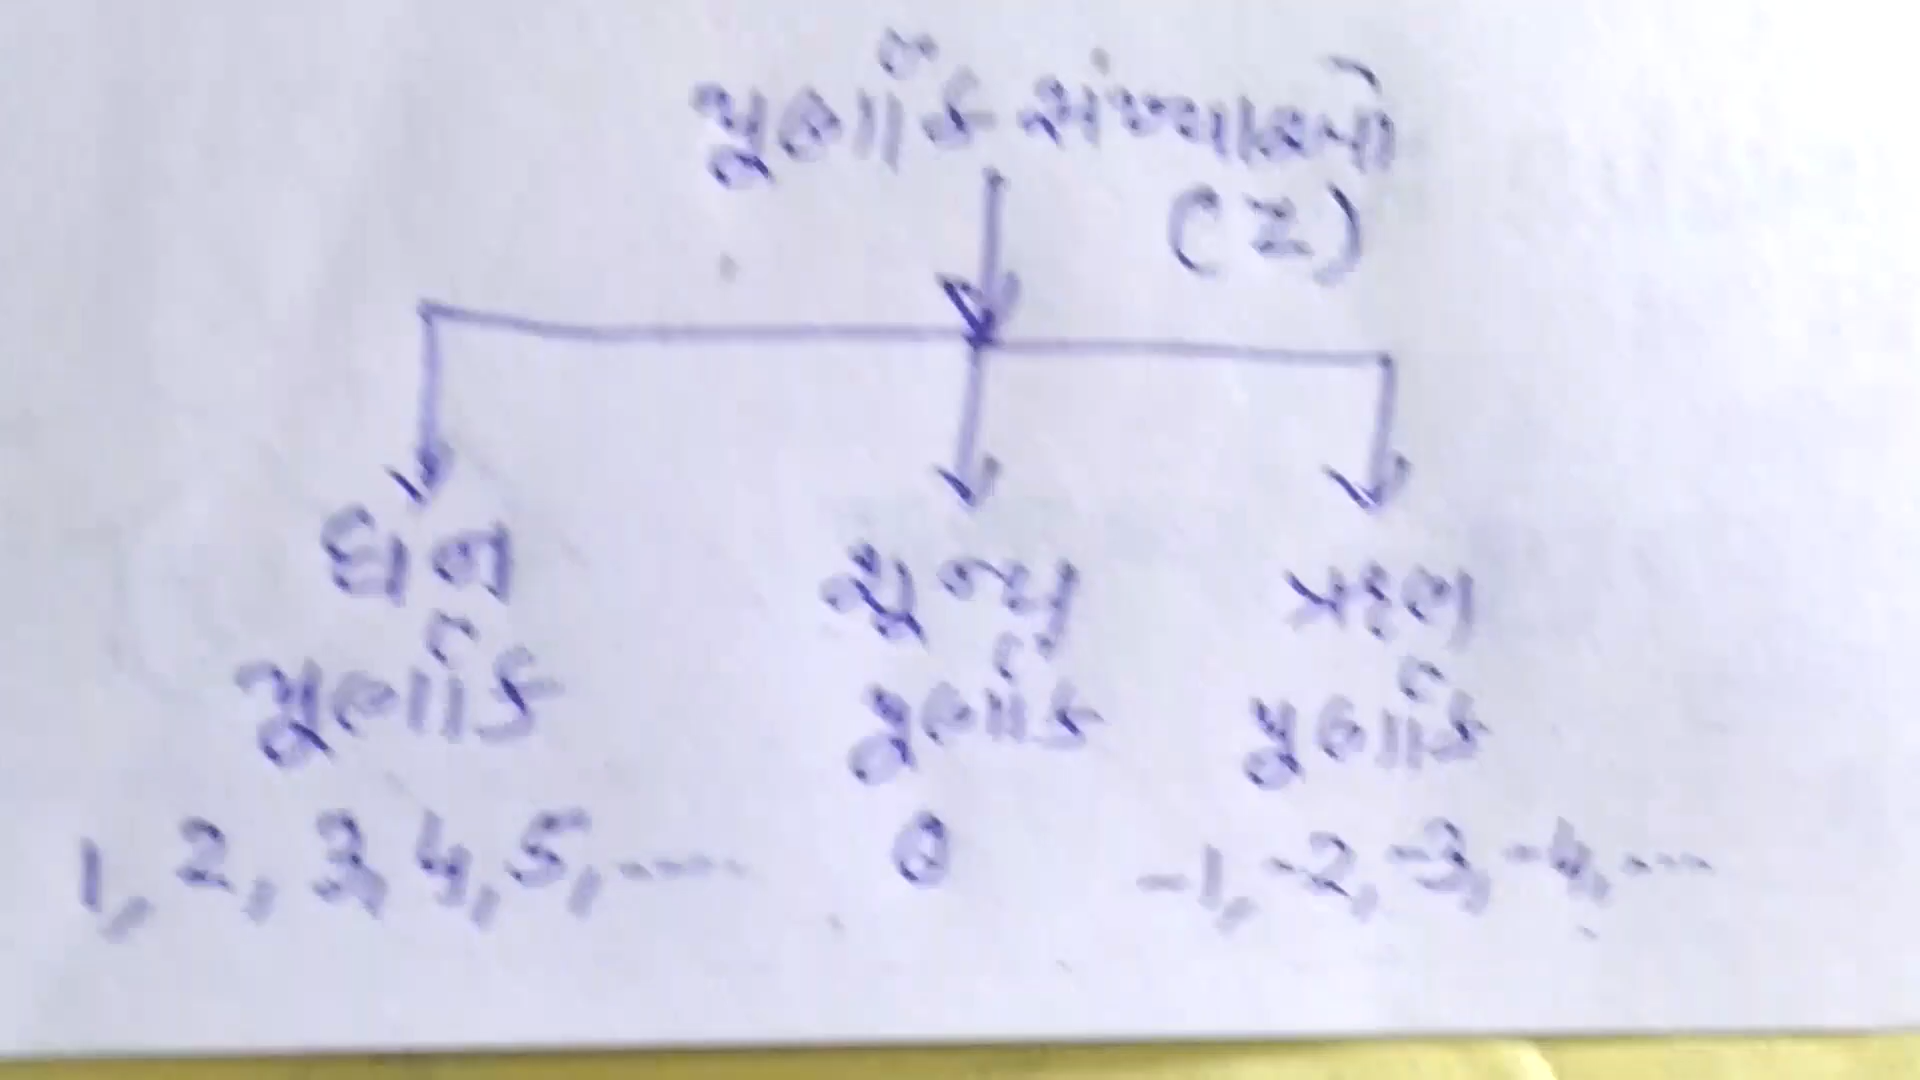 પુર્ણાંક સંખ્યાઓ
(Z)
ધન
પુર્ણાંક
1, 2, 3, 4, 5, ----
શુન્ય
પુર્ણાંક
0
ઋણ
પુર્ણાંક
-1, -2, -3, -4, ---